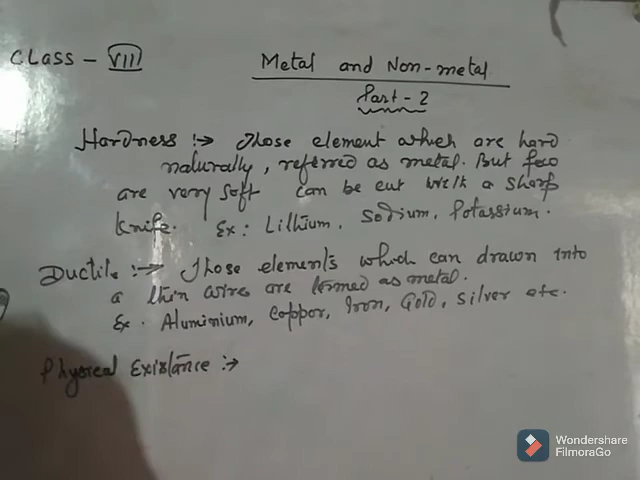 CLASS - VIII
Metal and Non-metal
Part - 2
Hardness :→ Those element which are hard
naturally, referred as metal. But few
are very soft can be cut with a sharp
knife. Ex: Lithium, Sodium, Potassium.
Ductile :→ Those elements which can drawn into
a thin wires are termed as metal.
Ex. Aluminium, Coppor, Iron, Gold, Silver etc.
Physical Existance :→
Wondershare
FilmoraGo